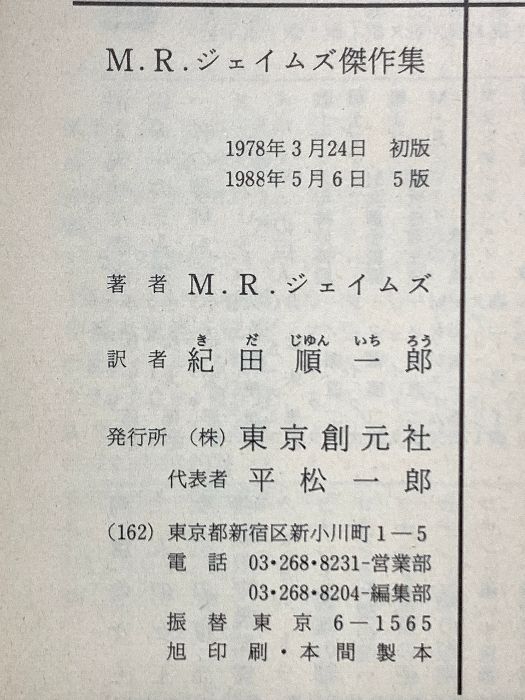 M.R.ジェイムズ傑作集
1978年3月24日 初版
1988年5月6日 5版
著者 M.R.ジェイムズ
きだじゅんいちろう
訳者 紀田順一郎
発行所 (株) 東京創元社
代表者 平松一郎
(162) 東京都新宿区新小川町1―5
電話 03・268・8231-営業部
03・268・8204-編集部
振替東京6―1565
旭印刷・本間製本